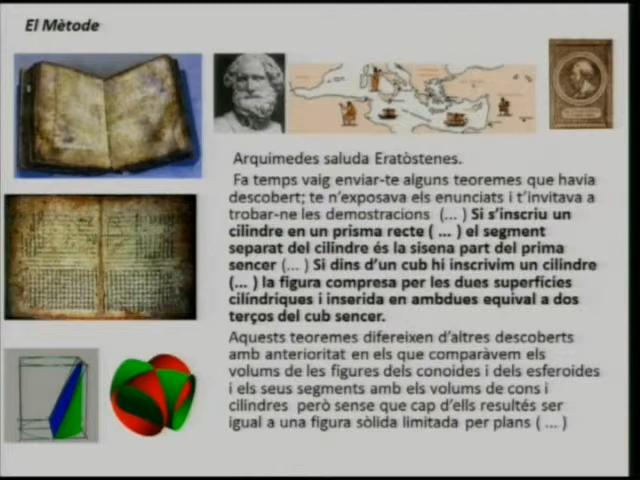 El Mètode
Arquimedes saluda Eratòstenes.
Fa temps vaig enviar-te alguns teoremes que havia
descobert; te n'exposava els enunciats i t'invitava a
trobar-ne les demostracions (... ) Si s'inscriu un
cilindre en un prisma recte ( ... ) el segment
separat del cilindre és la sisena part del prima
sencer (... ) Si dins d'un cub hi inscrivim un cilindre
(... ) la figura compresa per les dues superfícies
cilíndriques i inserida en ambdues equival a dos
terços del cub sencer.
Aquests teoremes difereixen d'altres descoberts
amb anterioritat en els que comparàvem els
volums de les figures dels conoides i dels esferoides
i els seus segments amb els volums de cons i
cilindres però sense que cap d'ells resultés ser
igual a una figura sòlida limitada per plans ( ... )